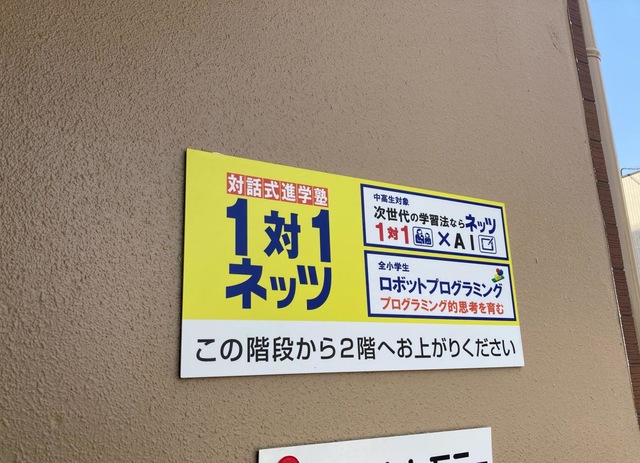 対話式進学塾
1対1
ネッツ
中高生対象
次世代の学習法ならネッツ
1対1×AI
全小学生
ロボットプログラミング
プログラミング的思考を育む
この階段から2階へお上がりください